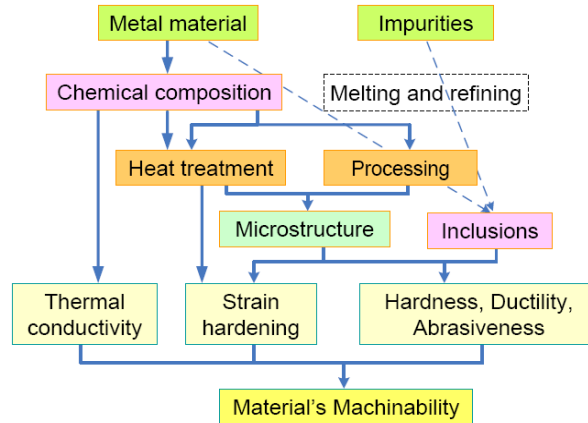 Metal material
Impurities
Chemical composition
Melting and refining
Heat treatment
Processing
Microstructure
Inclusions
Thermal
conductivity
Strain
hardening
Hardness, Ductility,
Abrasiveness
Material's Machinability